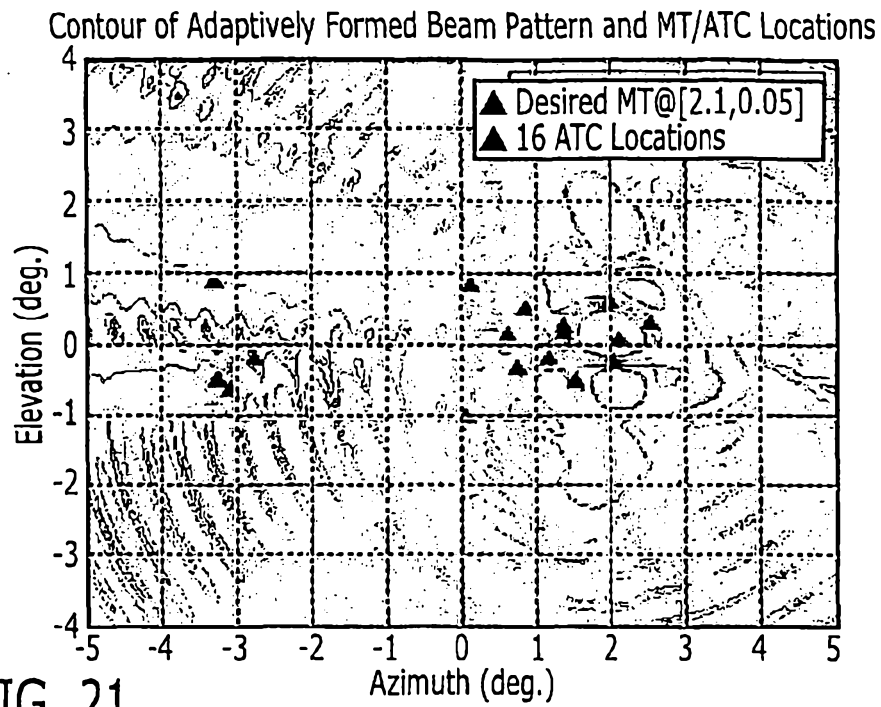 Contour of Adaptively Formed Beam Pattern and MT/ATC Locations
▲ Desired MT@[2.1,0.05]
▲ 16 ATC Locations
Elevation (deg.)
4
3
2
1
0
-1
-2
-3
-4
-5 -4 -3 -2 -1 0 1 2 3 4 5
Azimuth (deg.)
IG. 21